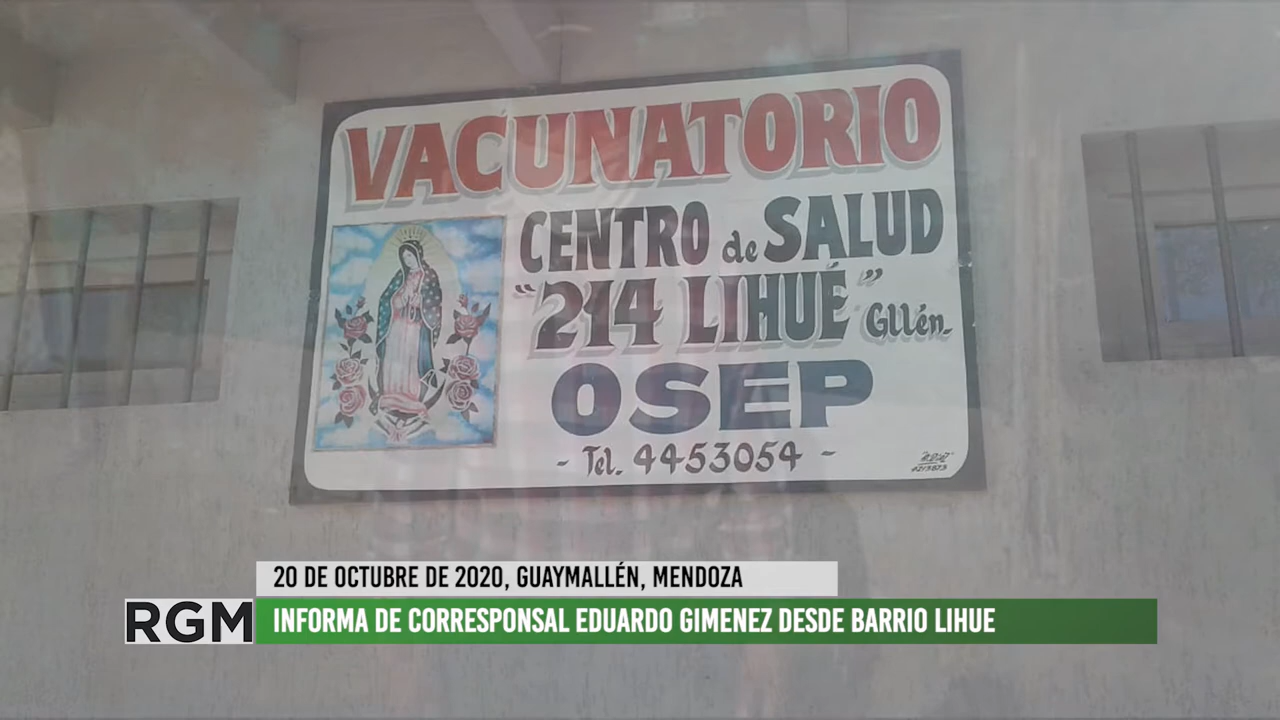 VACUNATORIO
CENTRO de SALUD
"214 LIHUÉ" Gllén.
OSEP
- Tel. 4453054 -
20 DE OCTUBRE DE 2020, GUAYMALLÉN, MENDOZA
RGM
INFORMA DE CORRESPONSAL EDUARDO GIMENEZ DESDE BARRIO LIHUE